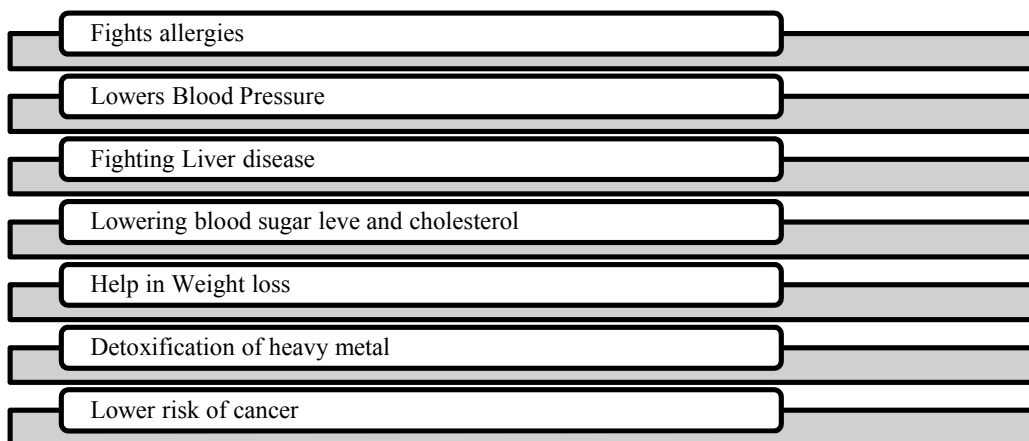 Fights allergies
Lowers Blood Pressure
Fighting Liver disease
Lowering blood sugar leve and cholesterol
Help in Weight loss
Detoxification of heavy metal
Lower risk of cancer